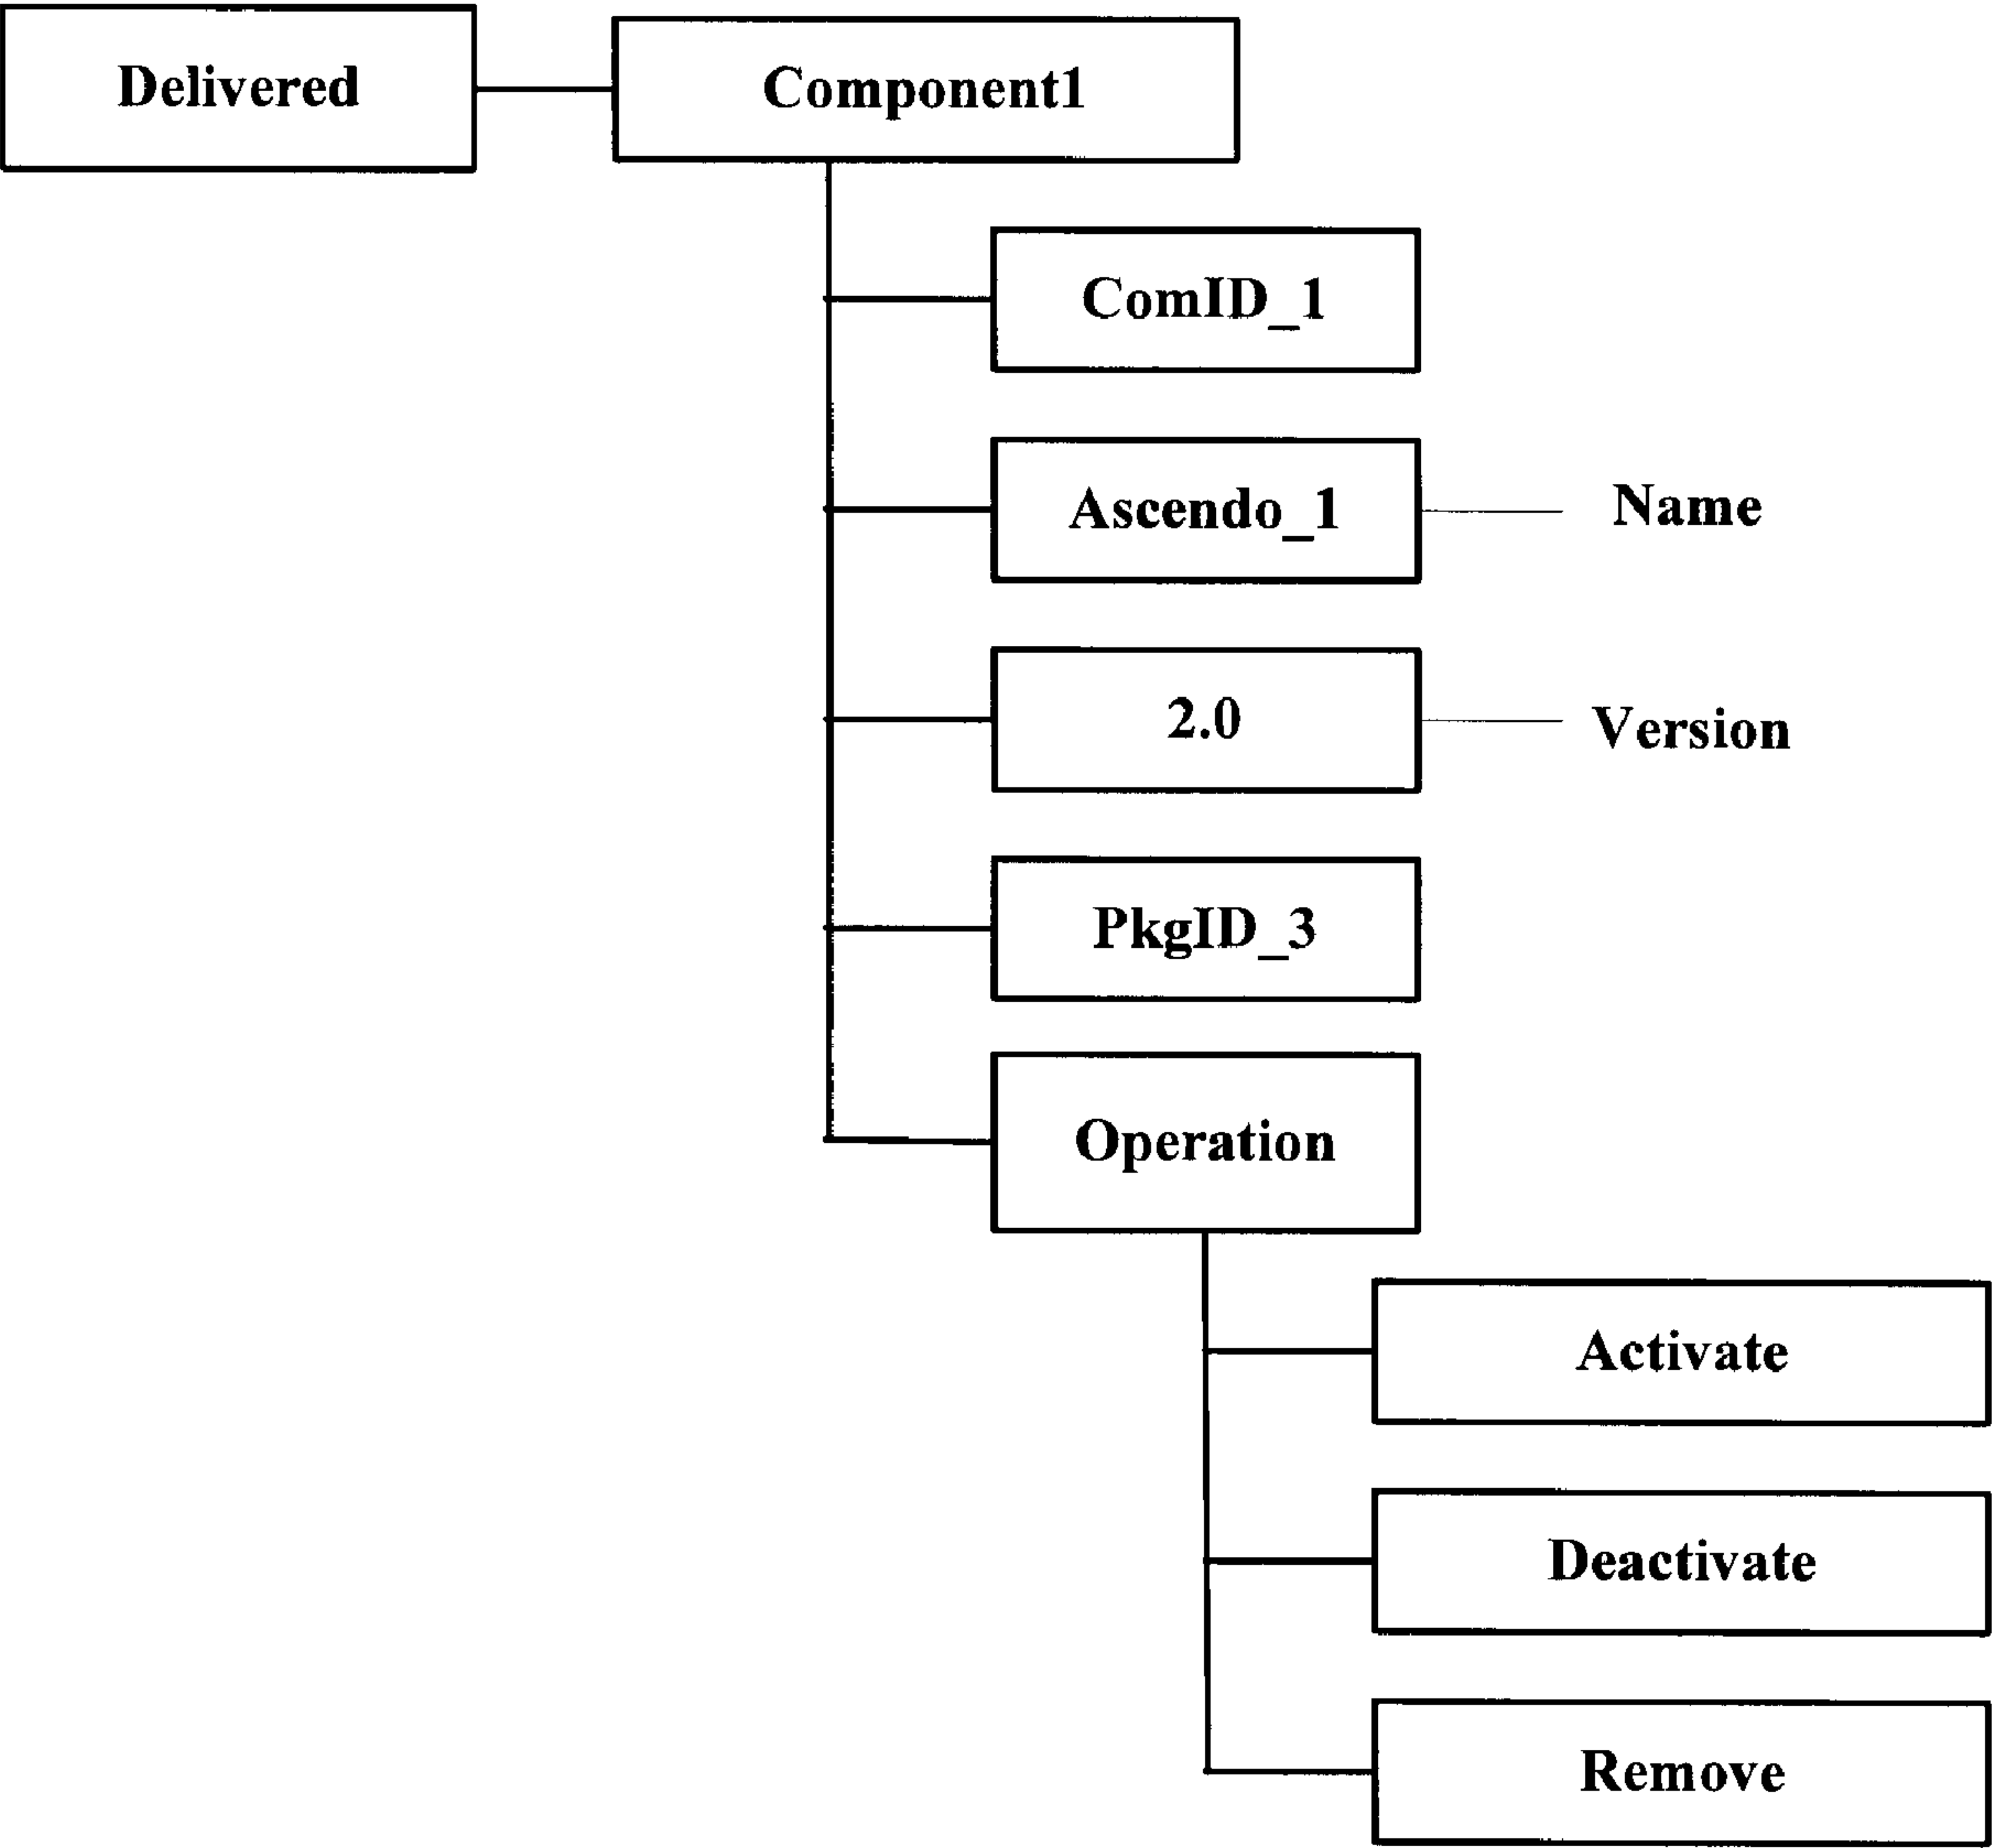 Delivered
Component1
ComID_1
Ascendo_1
Name
2.0
Version
PkgID_3
Operation
Activate
Deactivate
Remove